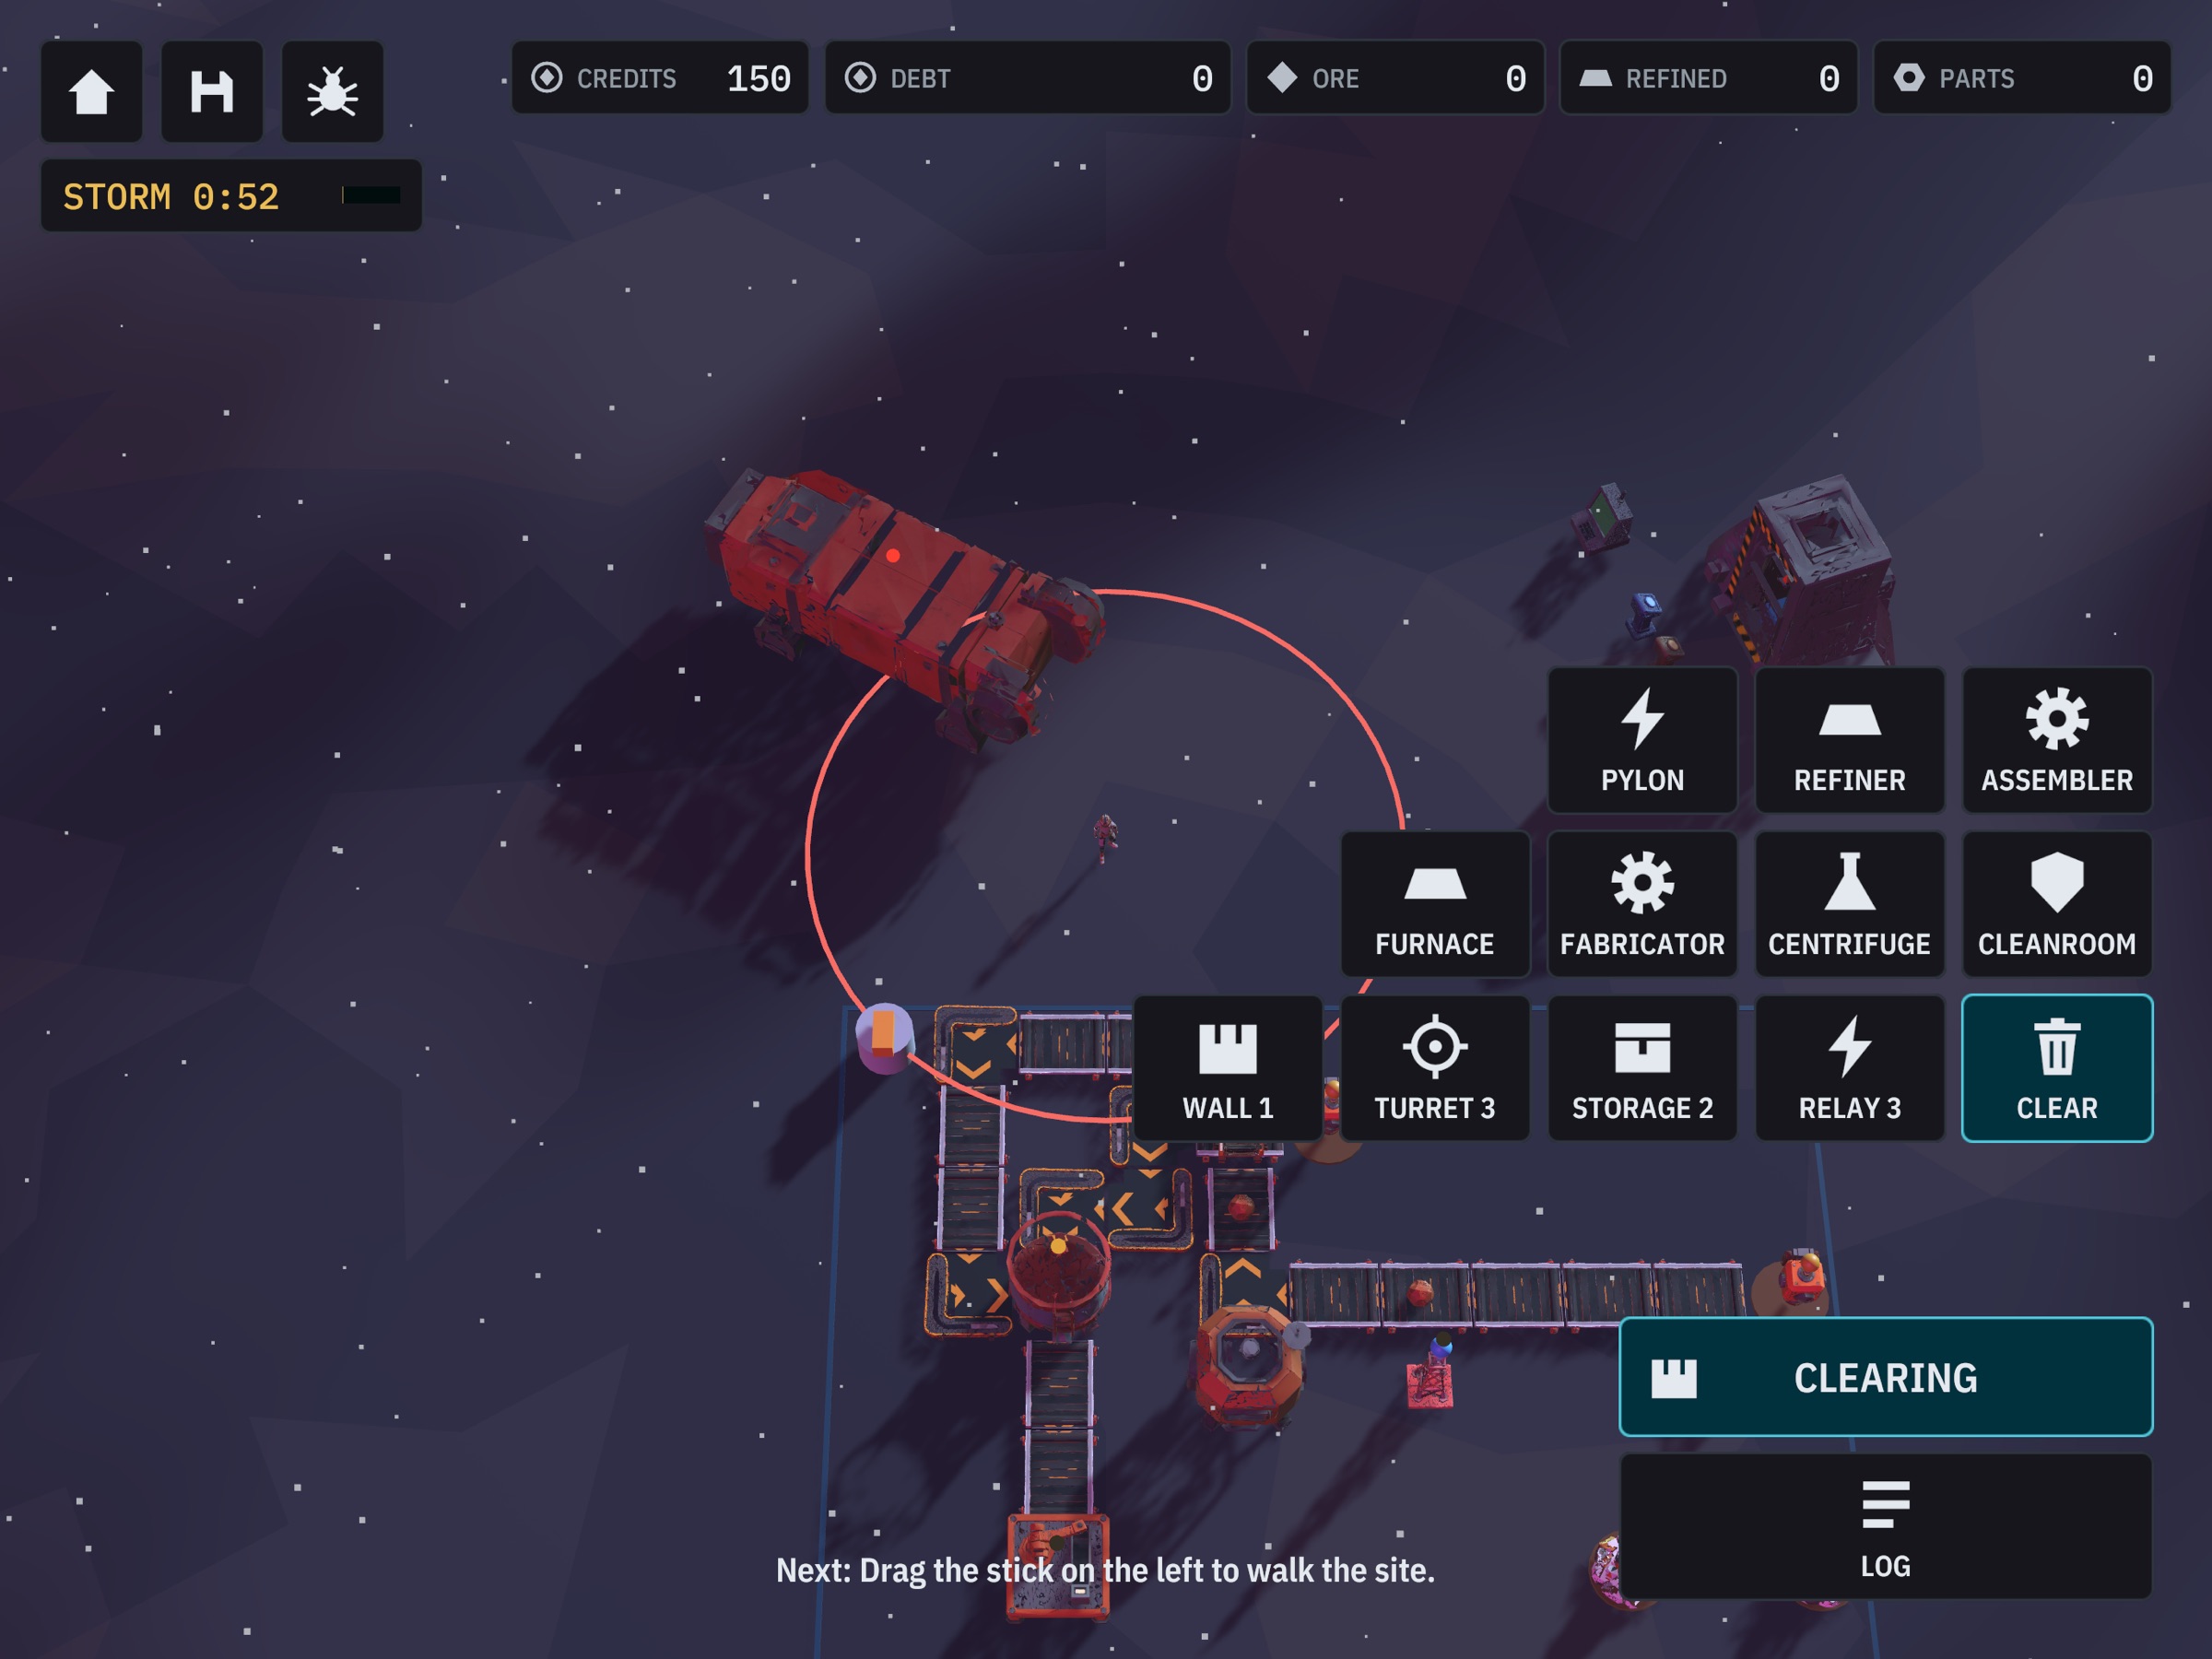 CREDITS 150
DEBT 0
ORE 0
REFINED 0
PARTS 0
STORM 0:52
PYLON
REFINER
ASSEMBLER
FURNACE
FABRICATOR
CENTRIFUGE
CLEANROOM
WALL 1
TURRET 3
STORAGE 2
RELAY 3
CLEAR
CLEARING
LOG
Next: Drag the stick on the left to walk the site.